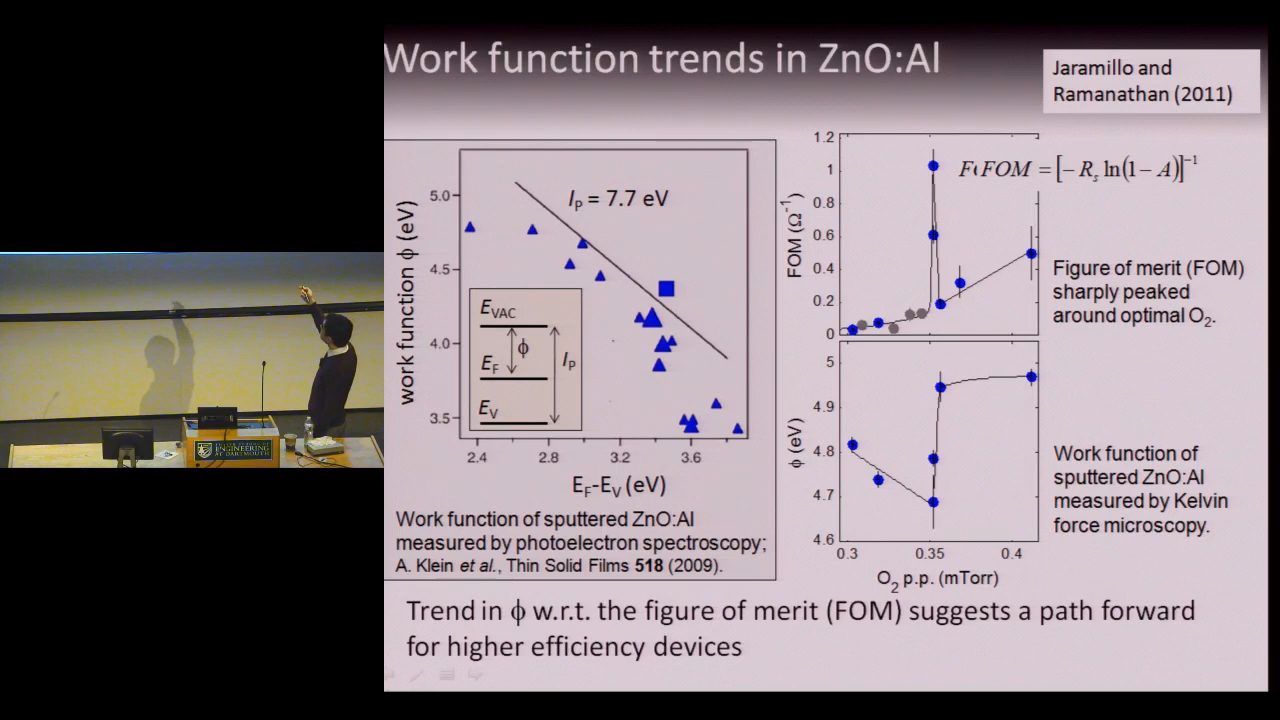 Work function trends in ZnO:Al
Jaramillo and
Ramanathan (2011)
work function ϕ (eV)
5.0
4.5
4.0
3.5
I_P = 7.7 eV
E_VAC
ϕ
E_F
I_P
E_V
2.4 2.8 3.2 3.6
E_F-E_V (eV)
Work function of sputtered ZnO:Al
measured by photoelectron spectroscopy;
A. Klein et al., Thin Solid Films 518 (2009).
FOM (Ω⁻¹)
1.2
1
0.8
0.6
0.4
0.2
0
FOM = [− R_s ln(1 − A)]⁻¹
Figure of merit (FOM)
sharply peaked
around optimal O₂.
ϕ (eV)
5
4.9
4.8
4.7
4.6
0.3 0.35 0.4
O₂ p.p. (mTorr)
Work function of
sputtered ZnO:Al
measured by Kelvin
force microscopy.
Trend in ϕ w.r.t. the figure of merit (FOM) suggests a path forward
for higher efficiency devices
ENGINEERING
AT DARTMOUTH